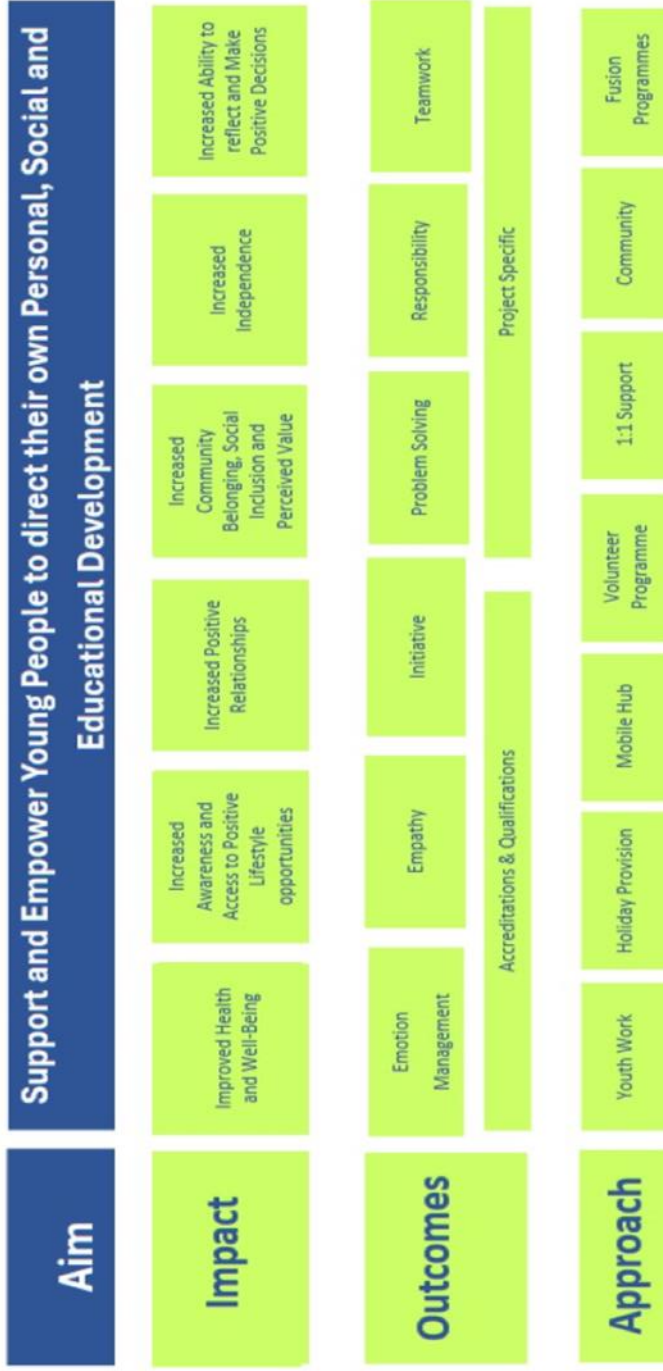 Aim
Support and Empower Young People to direct their own Personal, Social and
Educational Development
Impact
Improved Health
and Well-Being
Increased
Awareness and
Access to Positive
Lifestyle
opportunities
Increased Positive
Relationships
Increased
Community
Belonging, Social
Inclusion and
Perceived Value
Increased
Independence
Increased Ability to
reflect and Make
Positive Decisions
Outcomes
Emotion
Management
Empathy
Initiative
Problem Solving
Responsibility
Teamwork
Accreditations & Qualifications
Project Specific
Approach
Youth Work
Holiday Provision
Mobile Hub
Volunteer
Programme
1:1 Support
Community
Fusion
Programmes